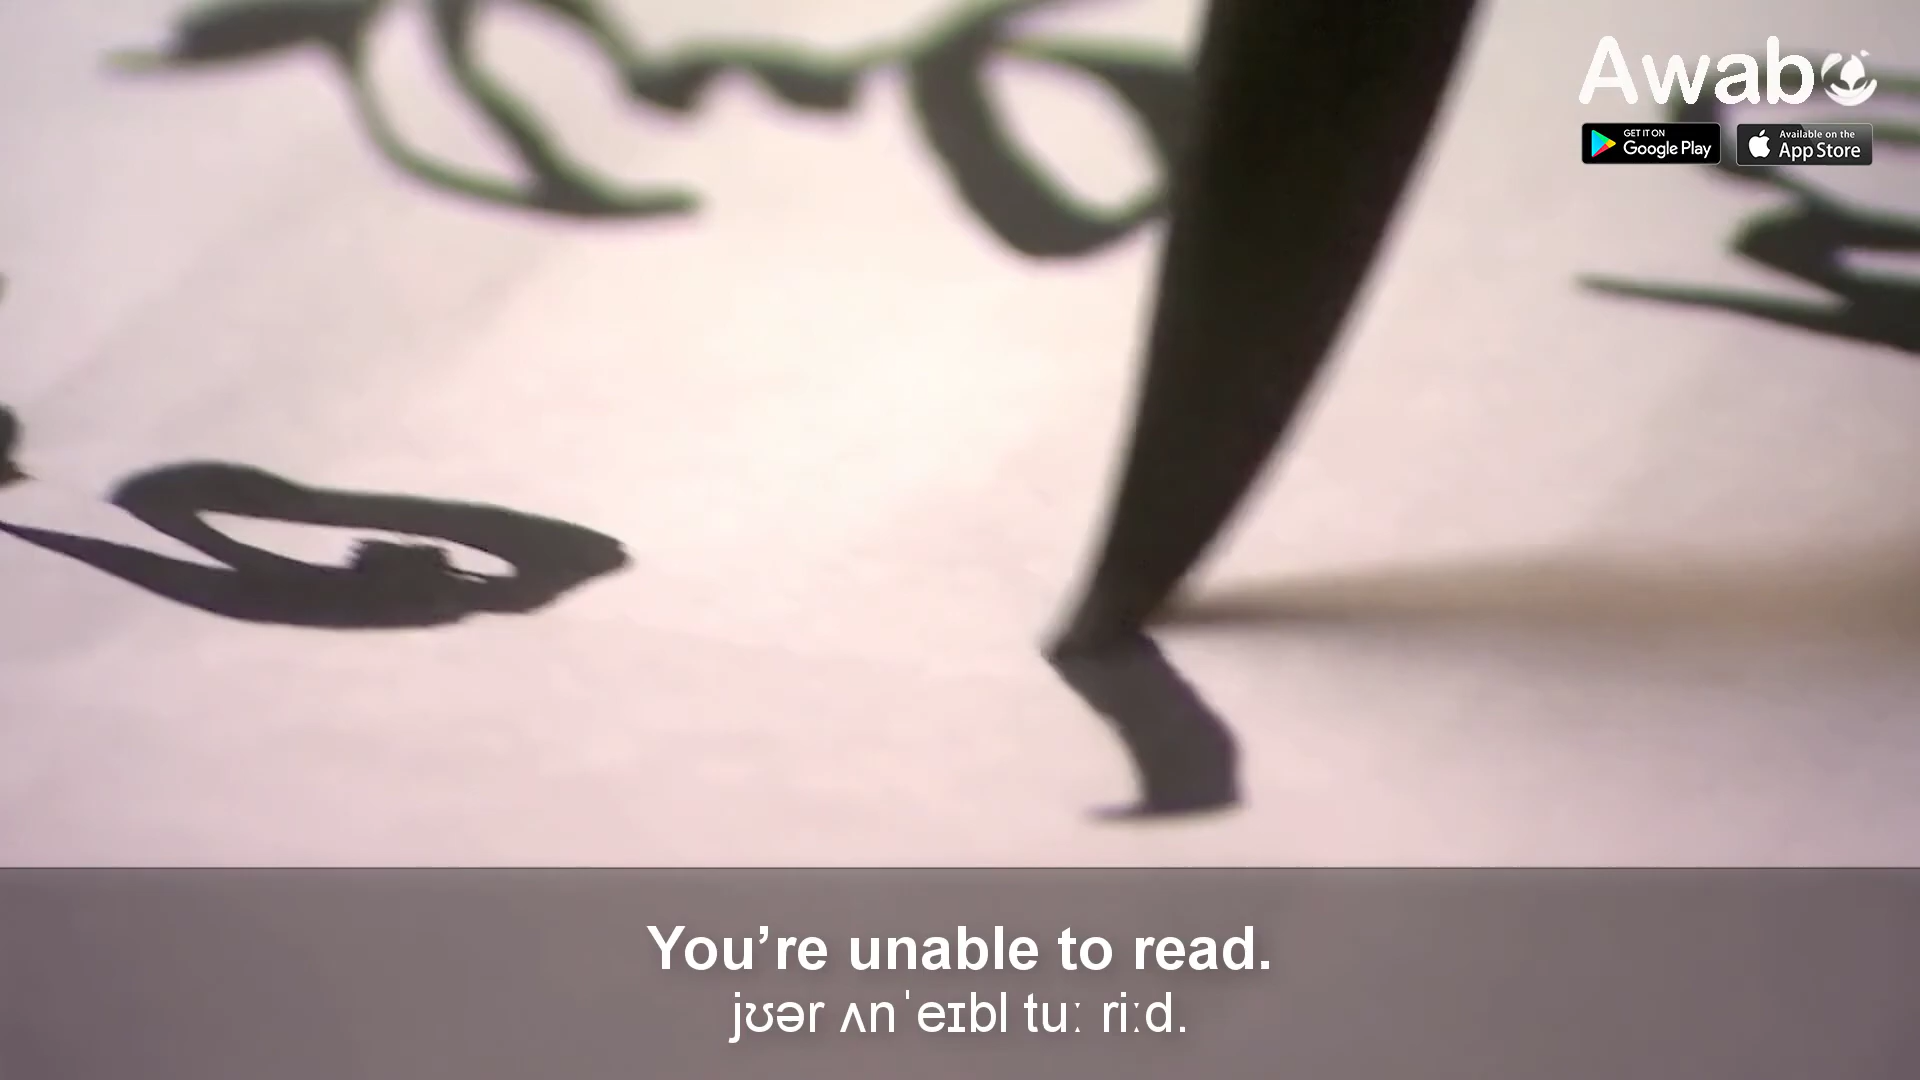 Awabe
GET IT ON
Google Play
Available on the
App Store
You’re unable to read.
jʊər ʌnˈeɪbl tuː riːd.